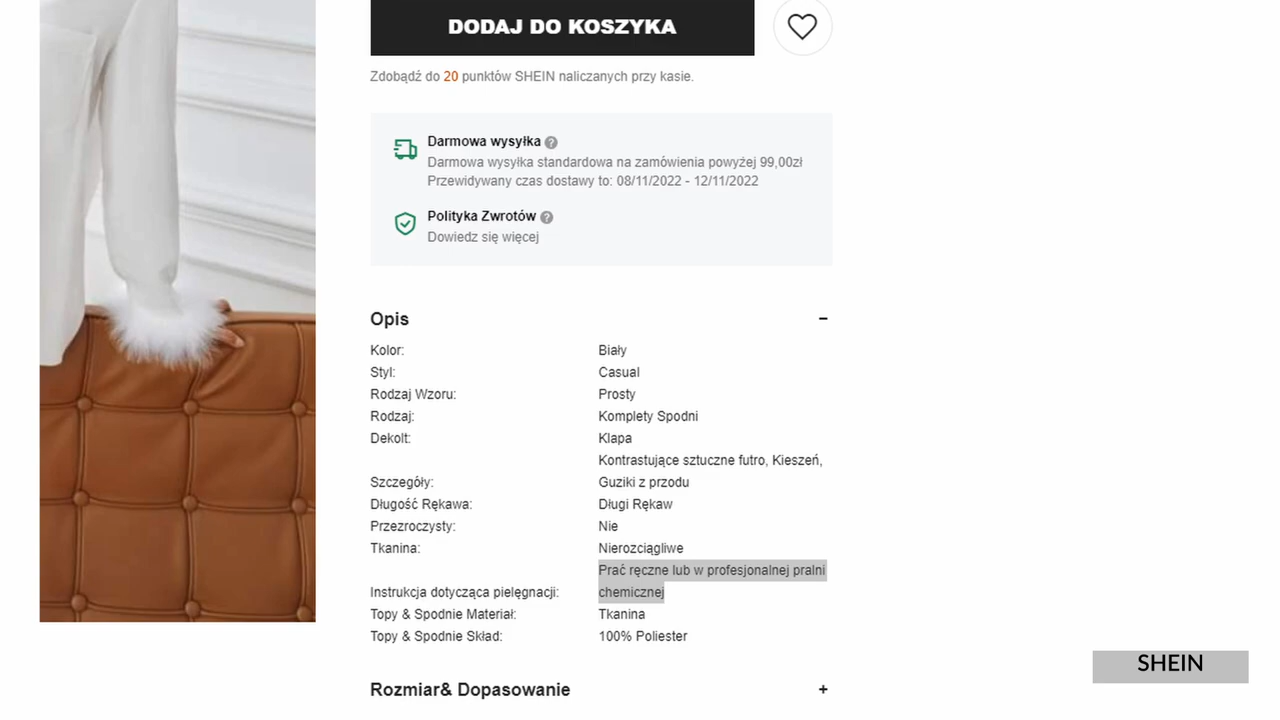 DODAJ DO KOSZYKA
Zdobądź do 20 punktów SHEIN naliczanych przy kasie.
Darmowa wysyłka ?
Darmowa wysyłka standardowa na zamówienia powyżej 99,00zł
Przewidywany czas dostawy to: 08/11/2022 - 12/11/2022
Polityka Zwrotów ?
Dowiedz się więcej
Opis −
Kolor: Biały
Styl: Casual
Rodzaj Wzoru: Prosty
Rodzaj: Komplety Spodni
Dekolt: Klapa
Kontrastujące sztuczne futro, Kieszeń,
Szczegóły: Guziki z przodu
Długość Rękawa: Długi Rękaw
Przezroczysty: Nie
Tkanina: Nierozciągliwe
Prać ręczne lub w profesjonalnej pralni
Instrukcja dotycząca pielęgnacji: chemicznej
Topy & Spodnie Materiał: Tkanina
Topy & Spodnie Skład: 100% Poliester
Rozmiar& Dopasowanie +
SHEIN